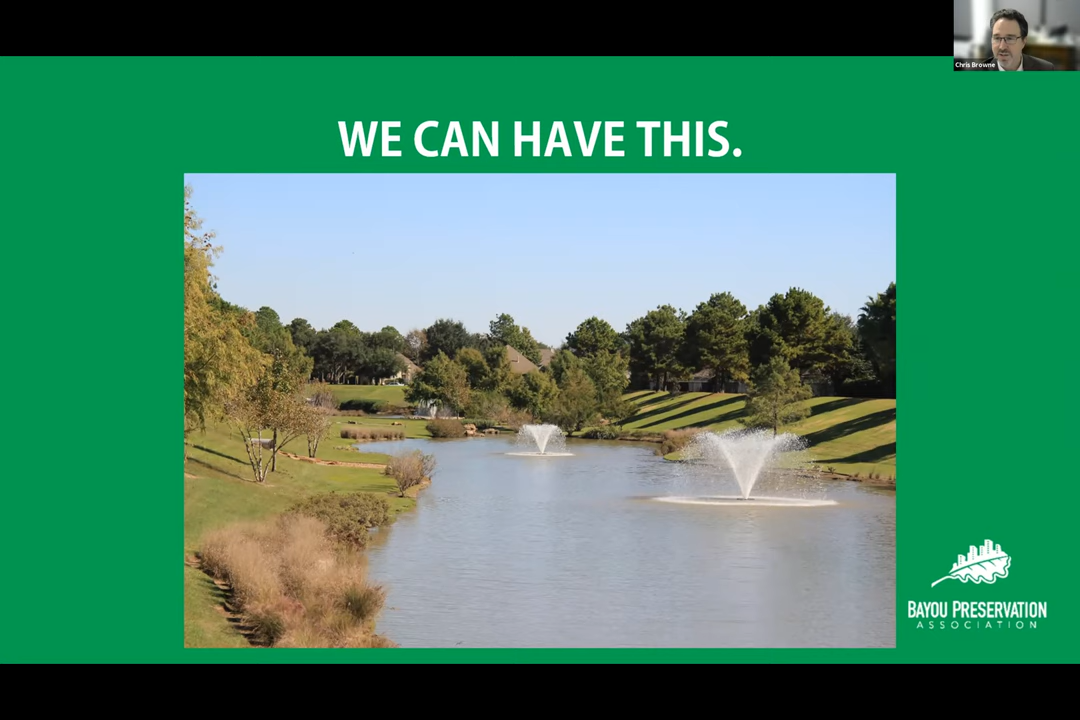 Chris Browne
WE CAN HAVE THIS.
BAYOU PRESERVATION
ASSOCIATION